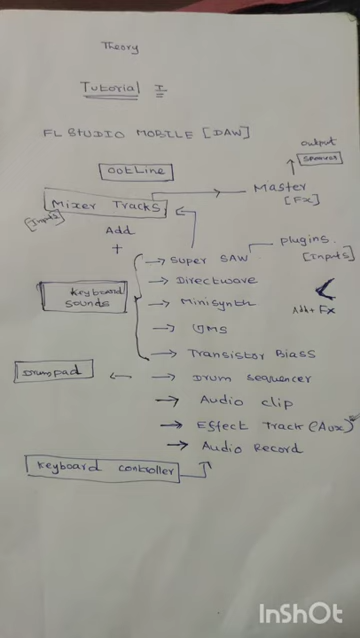 Theory
Tutorial I
FL STUDIO MOBILE [DAW]
output
OUTLINE
Mixer Tracks
Master
[FX]
[Inputs]
Add
+
plugins
[Inputs]
Super SAW
Directwave
keyboard
sounds
Minisynth
Add + FX
GMS
Transistor Biass
Drumpad
Drum sequencer
Audio clip
Effect Track (Aux)
Audio Record
keyboard controller
InShOt